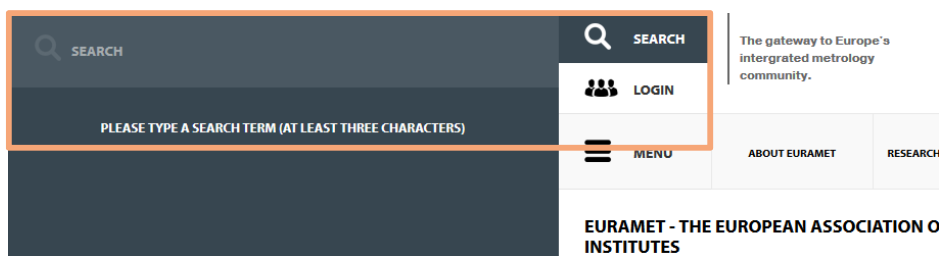 SEARCH
PLEASE TYPE A SEARCH TERM (AT LEAST THREE CHARACTERS)
SEARCH
LOGIN
MENU
The gateway to Europe's
intergrated metrology
community.
ABOUT EURAMET
RESEARCH
EURAMET - THE EUROPEAN ASSOCIATION O
INSTITUTES